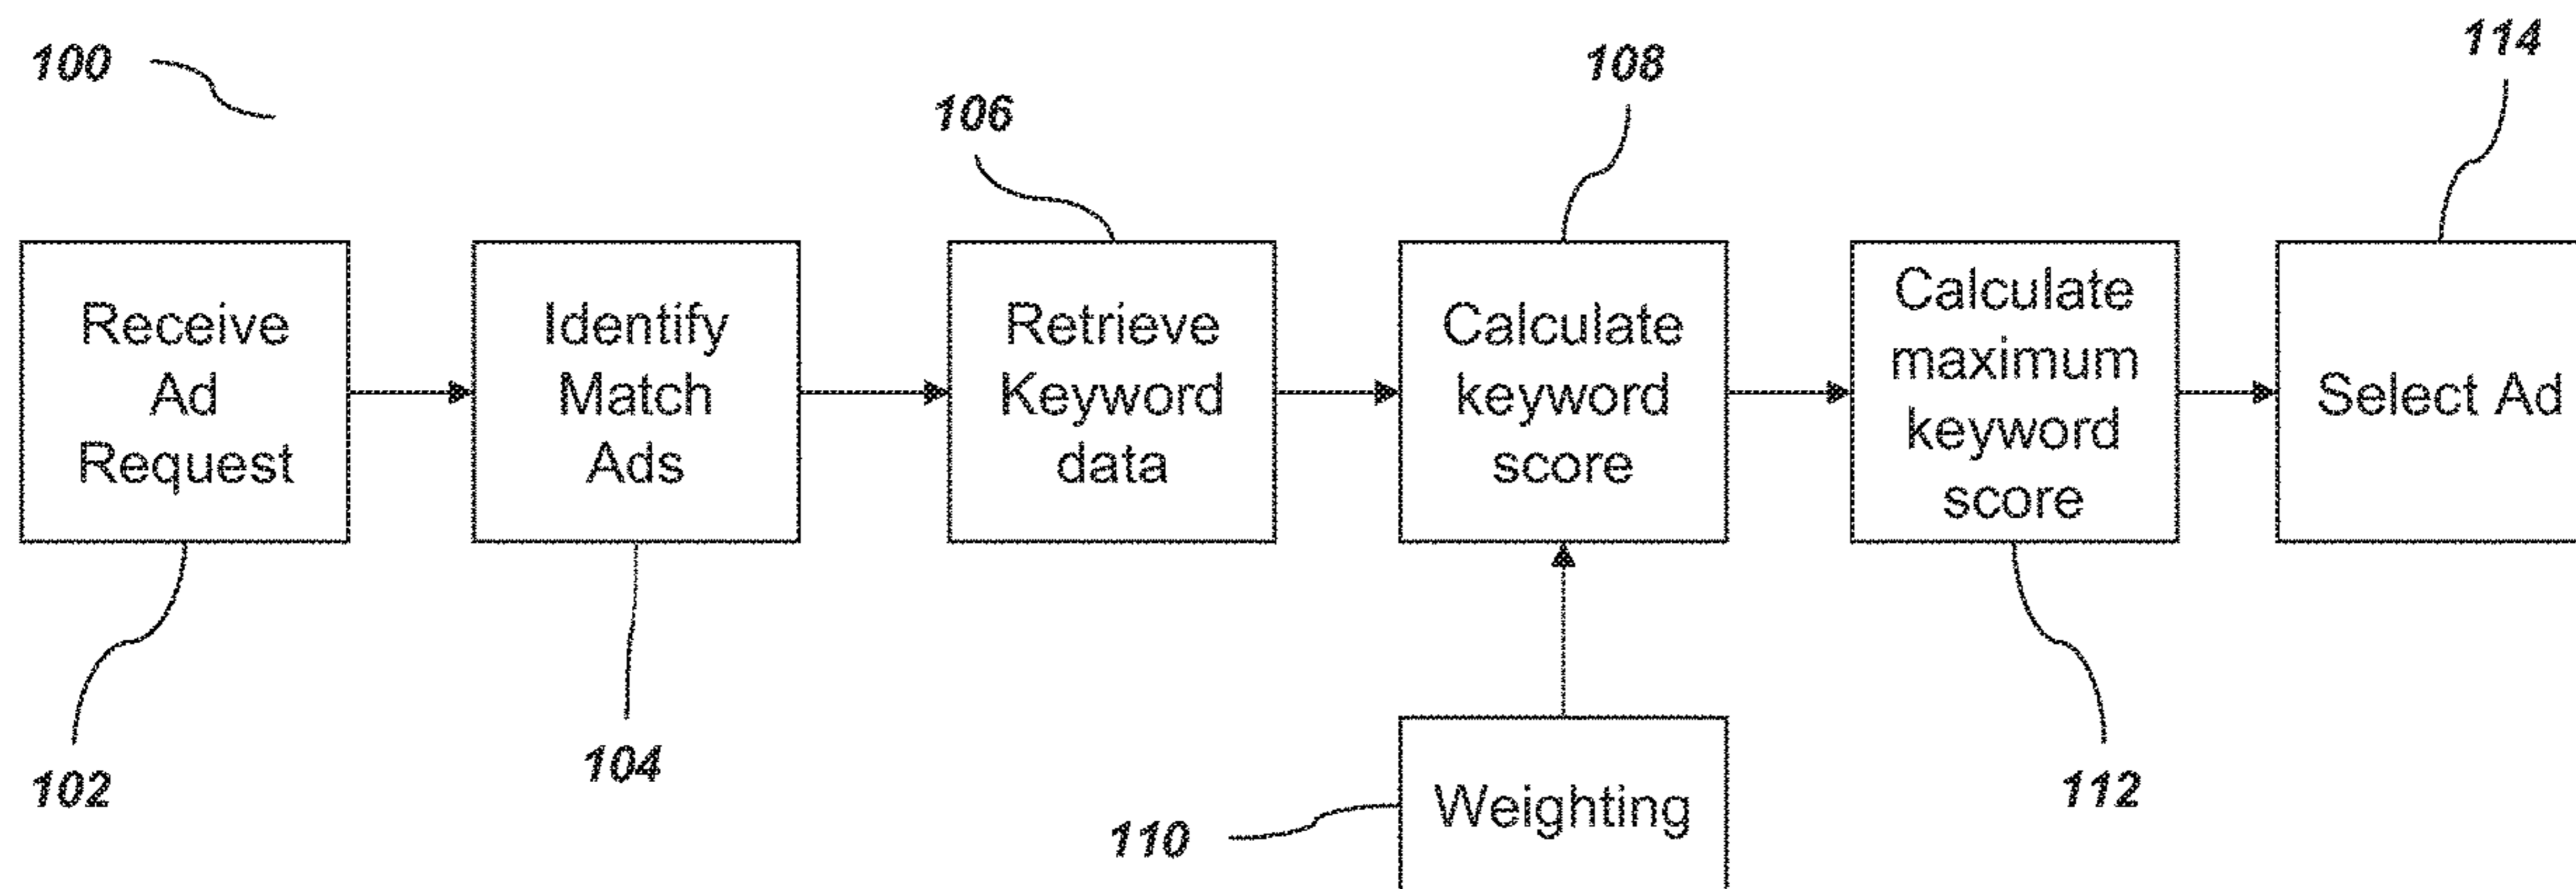 100
108
114
106
Receive
Ad
Request
Identify
Match
Ads
Retrieve
Keyword
data
Calculate
keyword
score
Calculate
maximum
keyword
score
Select Ad
102
104
110
Weighting
112